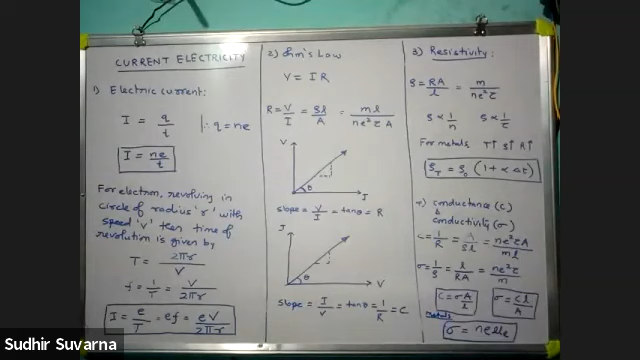 CURRENT ELECTRICITY
1) Electric current:
I = q/t |∴ q = ne
I = ne/t
For electron, revolving in
circle of radius 'r' with
speed 'v' then time of
revolution is given by
T = 2πr/V
f = 1/T = V/2πr
I = e/T = ef = eV/2πr
2) Ohm's Law
V = IR
R = V/I = ρl/A = ml/ne²τA
V
θ
I
slope = V/I = tanθ = R
I
θ
V
slope = I/V = tanθ = 1/R = C
3) Resistivity:
ρ = RA/l = m/ne²τ
ρ ∝ 1/n ρ ∝ 1/τ
For metals T↑ ρ↑ R↑
ρ_T = ρ₀ (1 + α Δt)
conductance (C)
&
conductivity (σ)
C = 1/R = A/ρl = ne²τA/ml
σ = 1/ρ = l/RA = ne²τ/m
C = σA/l σ = Cl/A
metals
Sudhir Suvarna